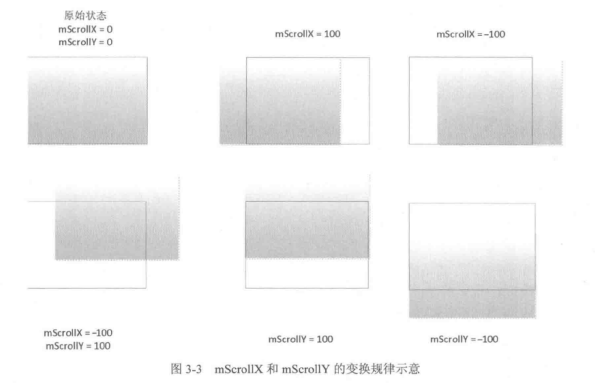 原始状态
mScrollX = 0
mScrollY = 0
mScrollX = 100
mScrollX = -100
mScrollX = -100
mScrollY = 100
mScrollY = 100
mScrollY = -100
图 3-3 mScrollX 和 mScrollY 的变换规律示意